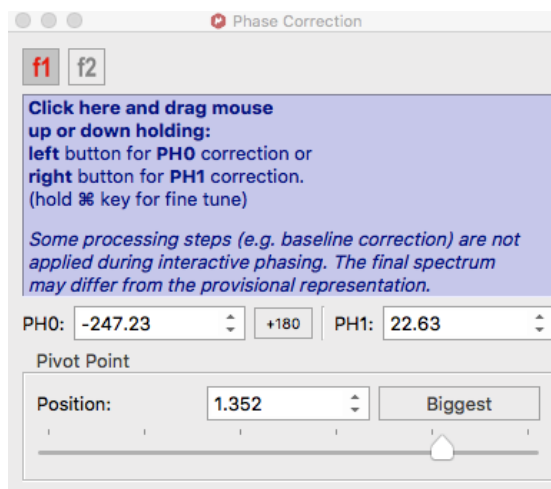 Phase Correction
f1 f2
Click here and drag mouse
up or down holding:
left button for PH0 correction or
right button for PH1 correction.
(hold ⌘ key for fine tune)
Some processing steps (e.g. baseline correction) are not
applied during interactive phasing. The final spectrum
may differ from the provisional representation.
PH0: -247.23 +180 PH1: 22.63
Pivot Point
Position: 1.352 Biggest